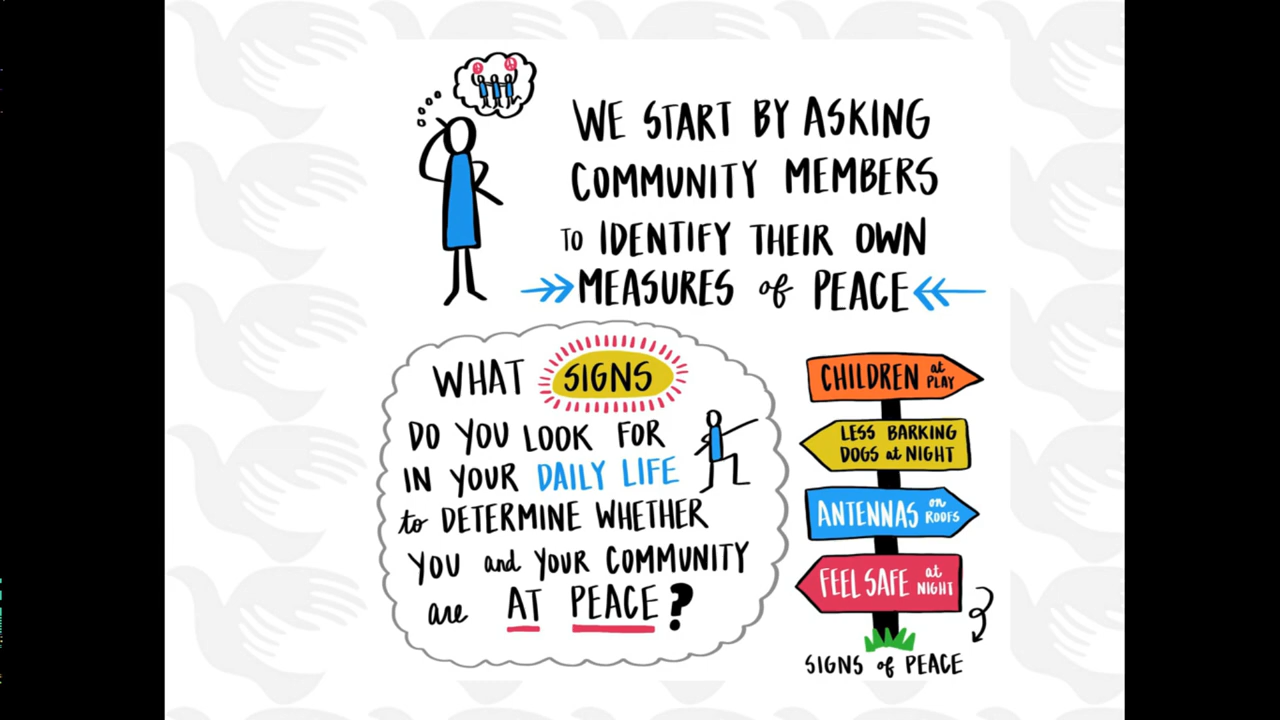 WE START BY ASKING
COMMUNITY MEMBERS
TO IDENTIFY THEIR OWN
MEASURES of PEACE
WHAT SIGNS
DO YOU LOOK FOR
IN YOUR DAILY LIFE
to DETERMINE WHETHER
YOU and YOUR COMMUNITY
are AT PEACE?
CHILDREN at PLAY
LESS BARKING
DOGS at NIGHT
ANTENNAS on ROOFS
FEEL SAFE at NIGHT
SIGNS of PEACE